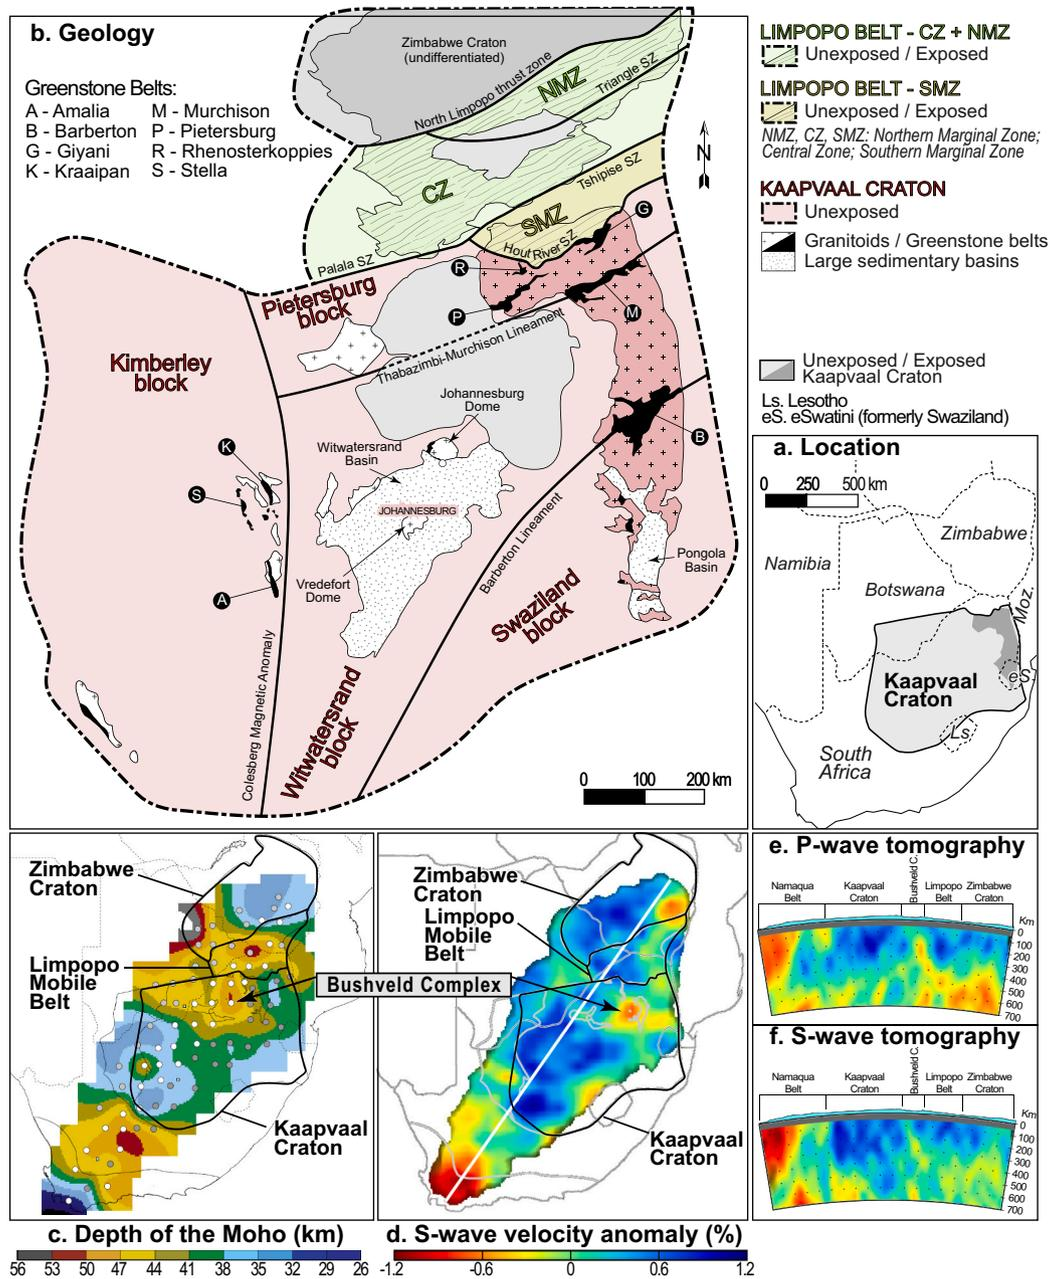 b. Geology
Greenstone Belts:
A - Amalia
B - Barberton
G - Giyani
K - Kraaipan
M - Murchison
P - Pietersburg
R - Rhenosterkoppies
S - Stella
Zimbabwe Craton
(undifferentiated)
North Limpopo thrust zone
NMZ
Triangle SZ
CZ
Tshipise SZ
SMZ
Hout River SZ
Palala SZ
N
G
R
P
M
B
K
S
A
Pietersburg
block
Kimberley
block
Thabazimbi-Murchison Lineament
Johannesburg
Dome
Witwatersrand
Basin
JOHANNESBURG
Vredefort
Dome
Barberton Lineament
Pongola
Basin
Swaziland
block
Witwatersrand
block
Colesberg Magnetic Anomaly
0 100 200 km
LIMPOPO BELT - CZ + NMZ
Unexposed / Exposed
LIMPOPO BELT - SMZ
Unexposed / Exposed
NMZ, CZ, SMZ: Northern Marginal Zone;
Central Zone; Southern Marginal Zone
KAAPVAAL CRATON
Unexposed
Granitoids / Greenstone belts
Large sedimentary basins
Unexposed / Exposed
Kaapvaal Craton
Ls. Lesotho
eS. eSwatini (formerly Swaziland)
a. Location
0 250 500 km
Zimbabwe
Namibia
Botswana
Moz.
eS.
Kaapvaal
Craton
Ls.
South
Africa
Zimbabwe
Craton
Limpopo
Mobile
Belt
Bushveld Complex
Kaapvaal
Craton
c. Depth of the Moho (km)
56 53 50 47 44 41 38 35 32 29 26
Zimbabwe
Craton
Limpopo
Mobile
Belt
Kaapvaal
Craton
d. S-wave velocity anomaly (%)
-1.2 -0.6 0 0.6 1.2
e. P-wave tomography
Namaqua
Belt
Kaapvaal
Craton
Bushveld C.
Limpopo
Belt
Zimbabwe
Craton
Km
0
100
200
300
400
500
600
700
f. S-wave tomography
Namaqua
Belt
Kaapvaal
Craton
Bushveld C.
Limpopo
Belt
Zimbabwe
Craton
Km
0
100
200
300
400
500
600
700